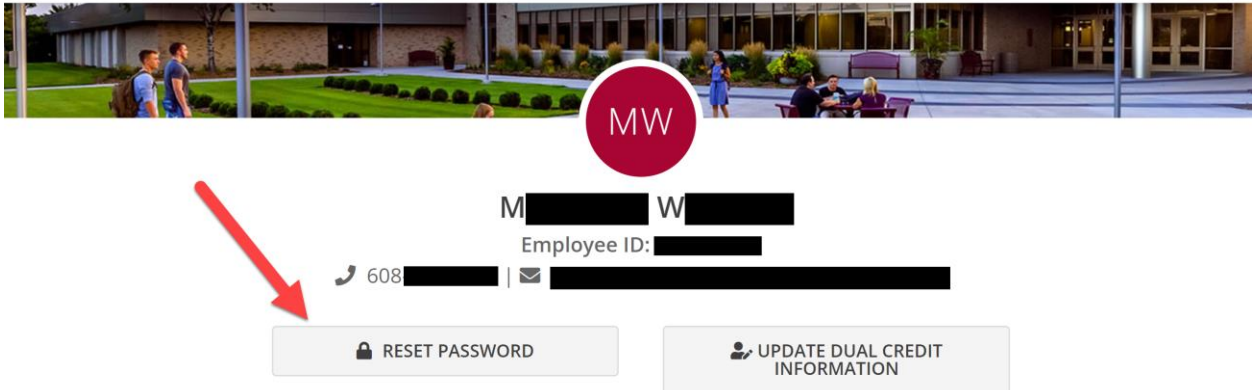 MW
M W
Employee ID:
608 |
RESET PASSWORD
UPDATE DUAL CREDIT
INFORMATION